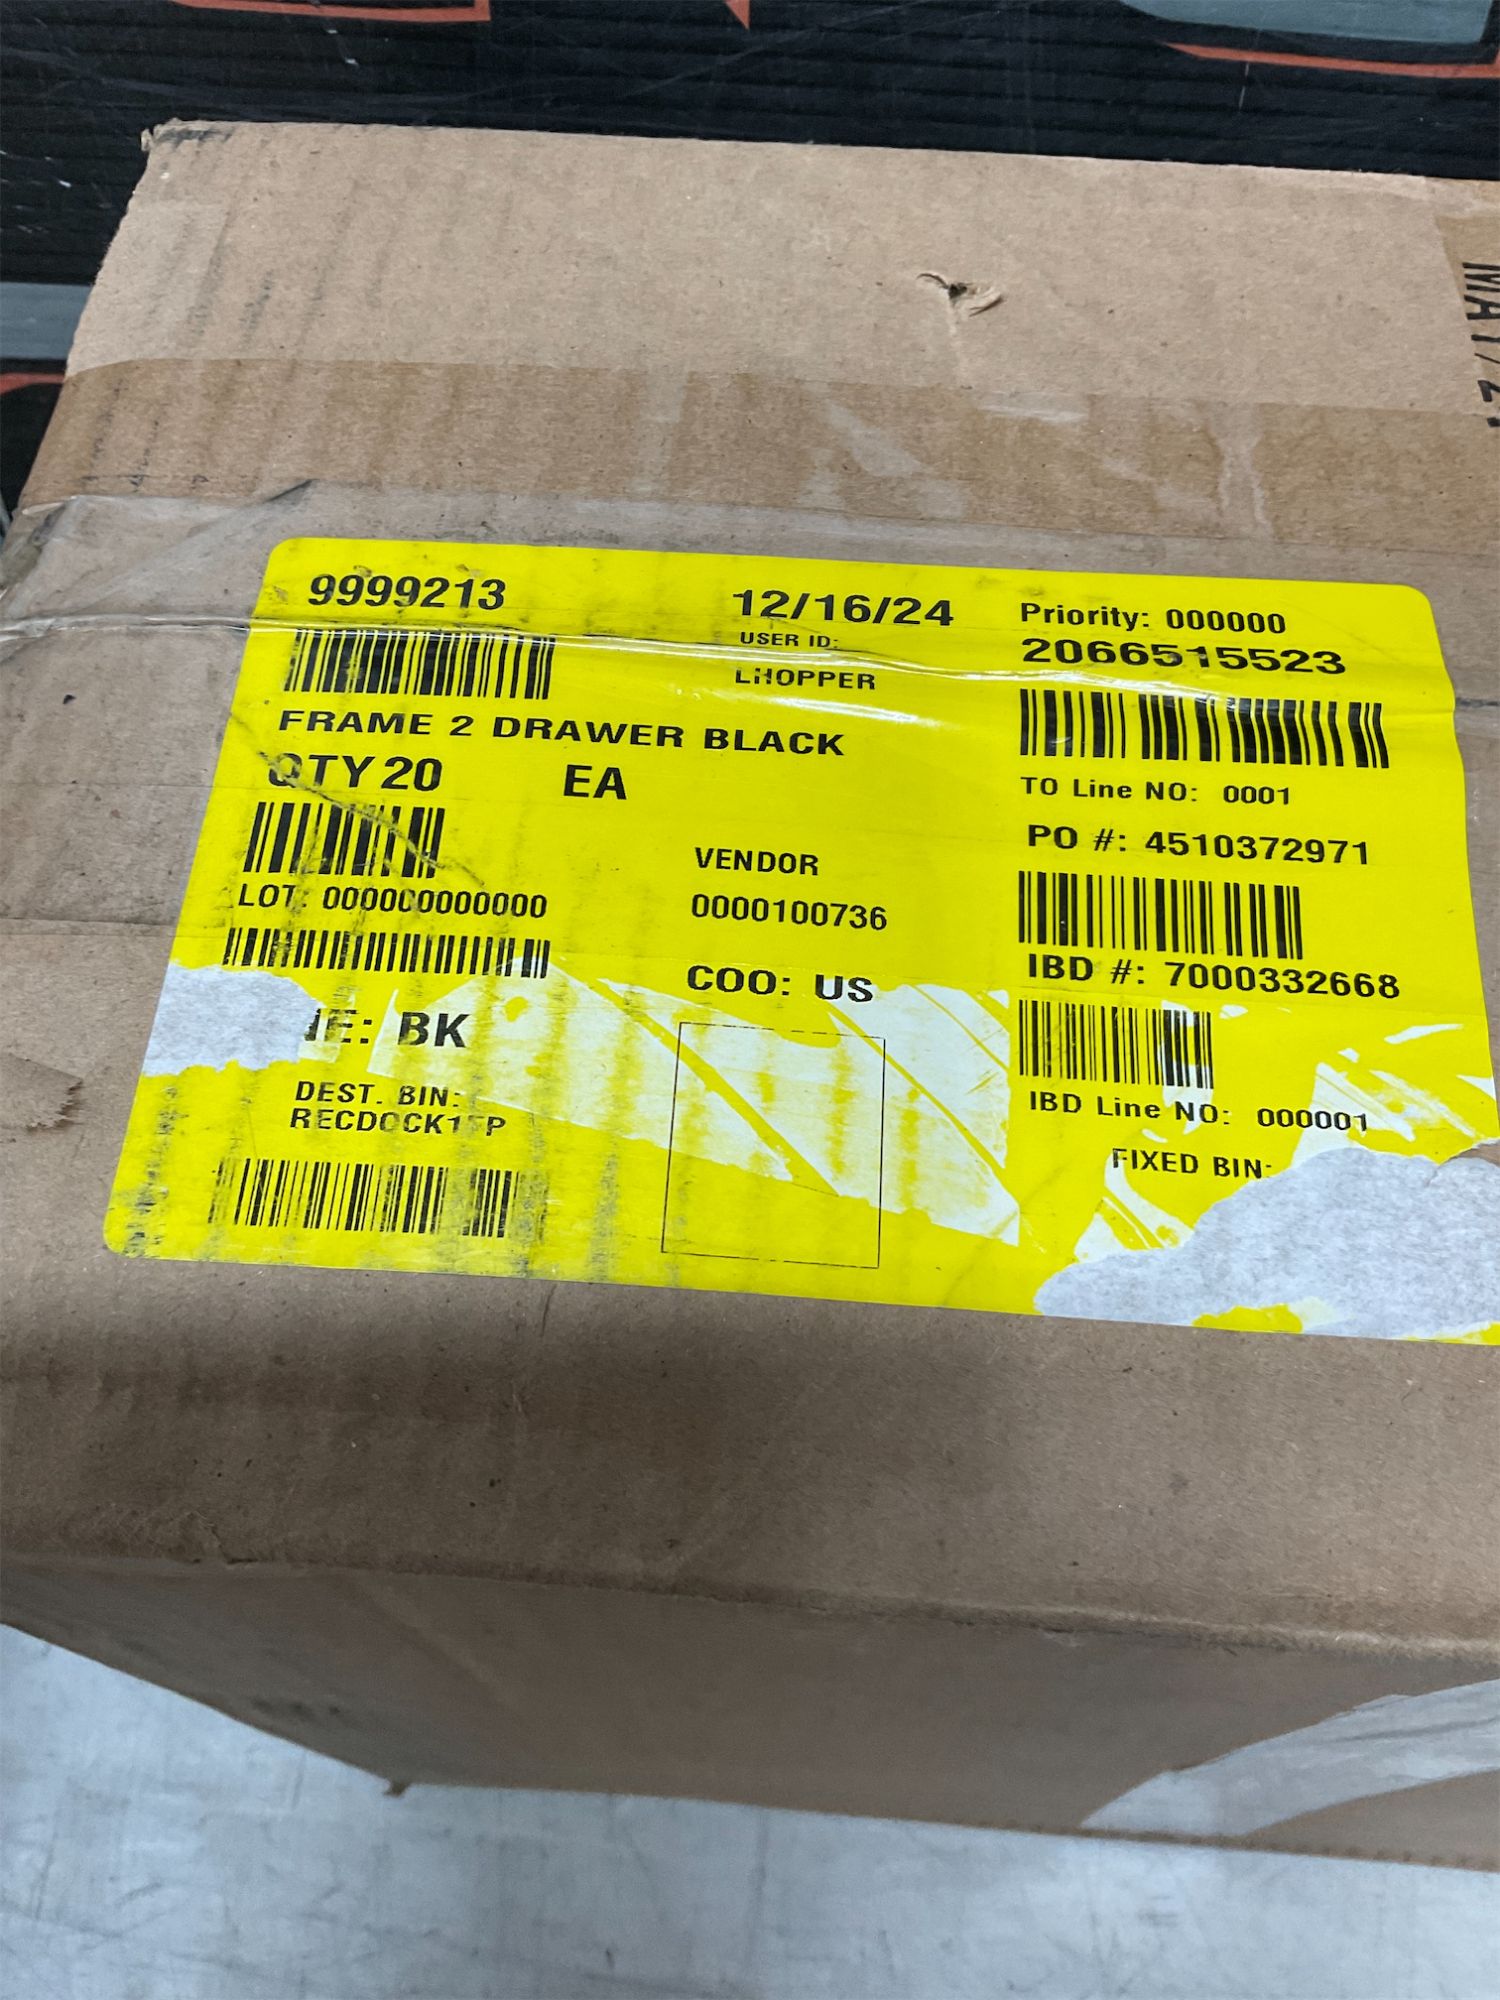 9999213
12/16/24
Priority: 000000
USER ID:
LHOPPER
2066515523
FRAME 2 DRAWER BLACK
QTY 20 EA
TO Line NO: 0001
PO #: 4510372971
VENDOR
0000100736
LOT: 000000000000
IBD #: 7000332668
COO: US
BK
DEST. BIN:
IBD Line NO: 000001
FIXED BIN: